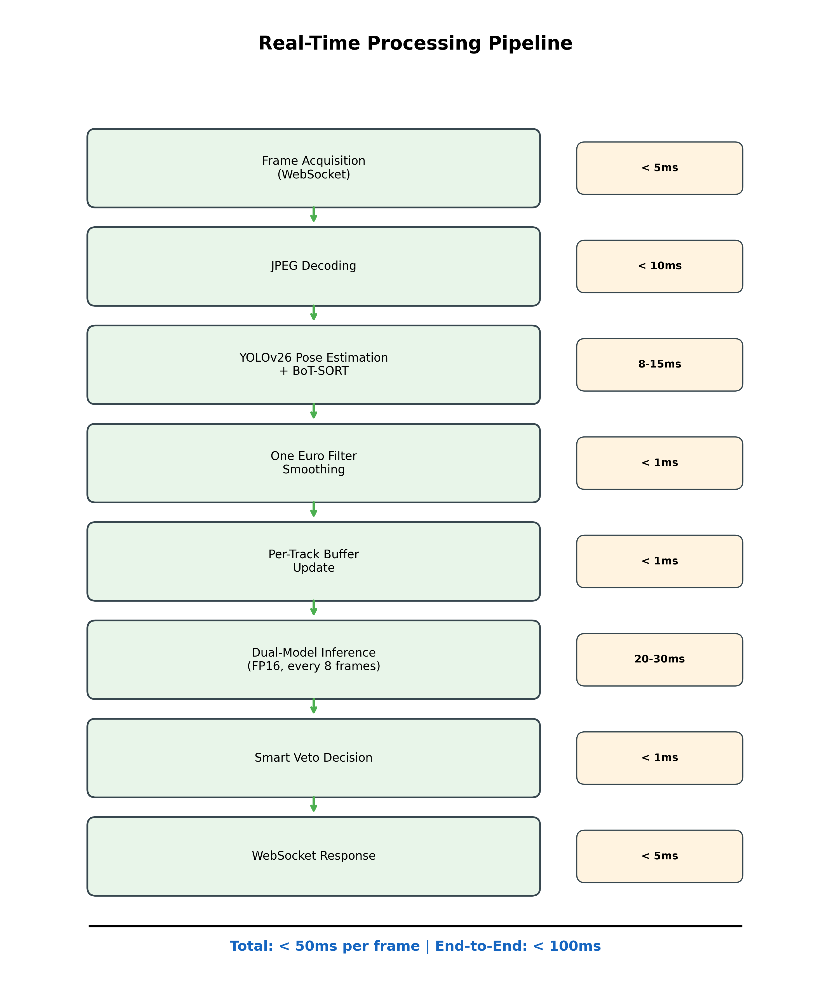 Real-Time Processing Pipeline
Frame Acquisition
(WebSocket)
< 5ms
JPEG Decoding
< 10ms
YOLOv26 Pose Estimation
+ BoT-SORT
8-15ms
One Euro Filter
Smoothing
< 1ms
Per-Track Buffer
Update
< 1ms
Dual-Model Inference
(FP16, every 8 frames)
20-30ms
Smart Veto Decision
< 1ms
WebSocket Response
< 5ms
Total: < 50ms per frame | End-to-End: < 100ms